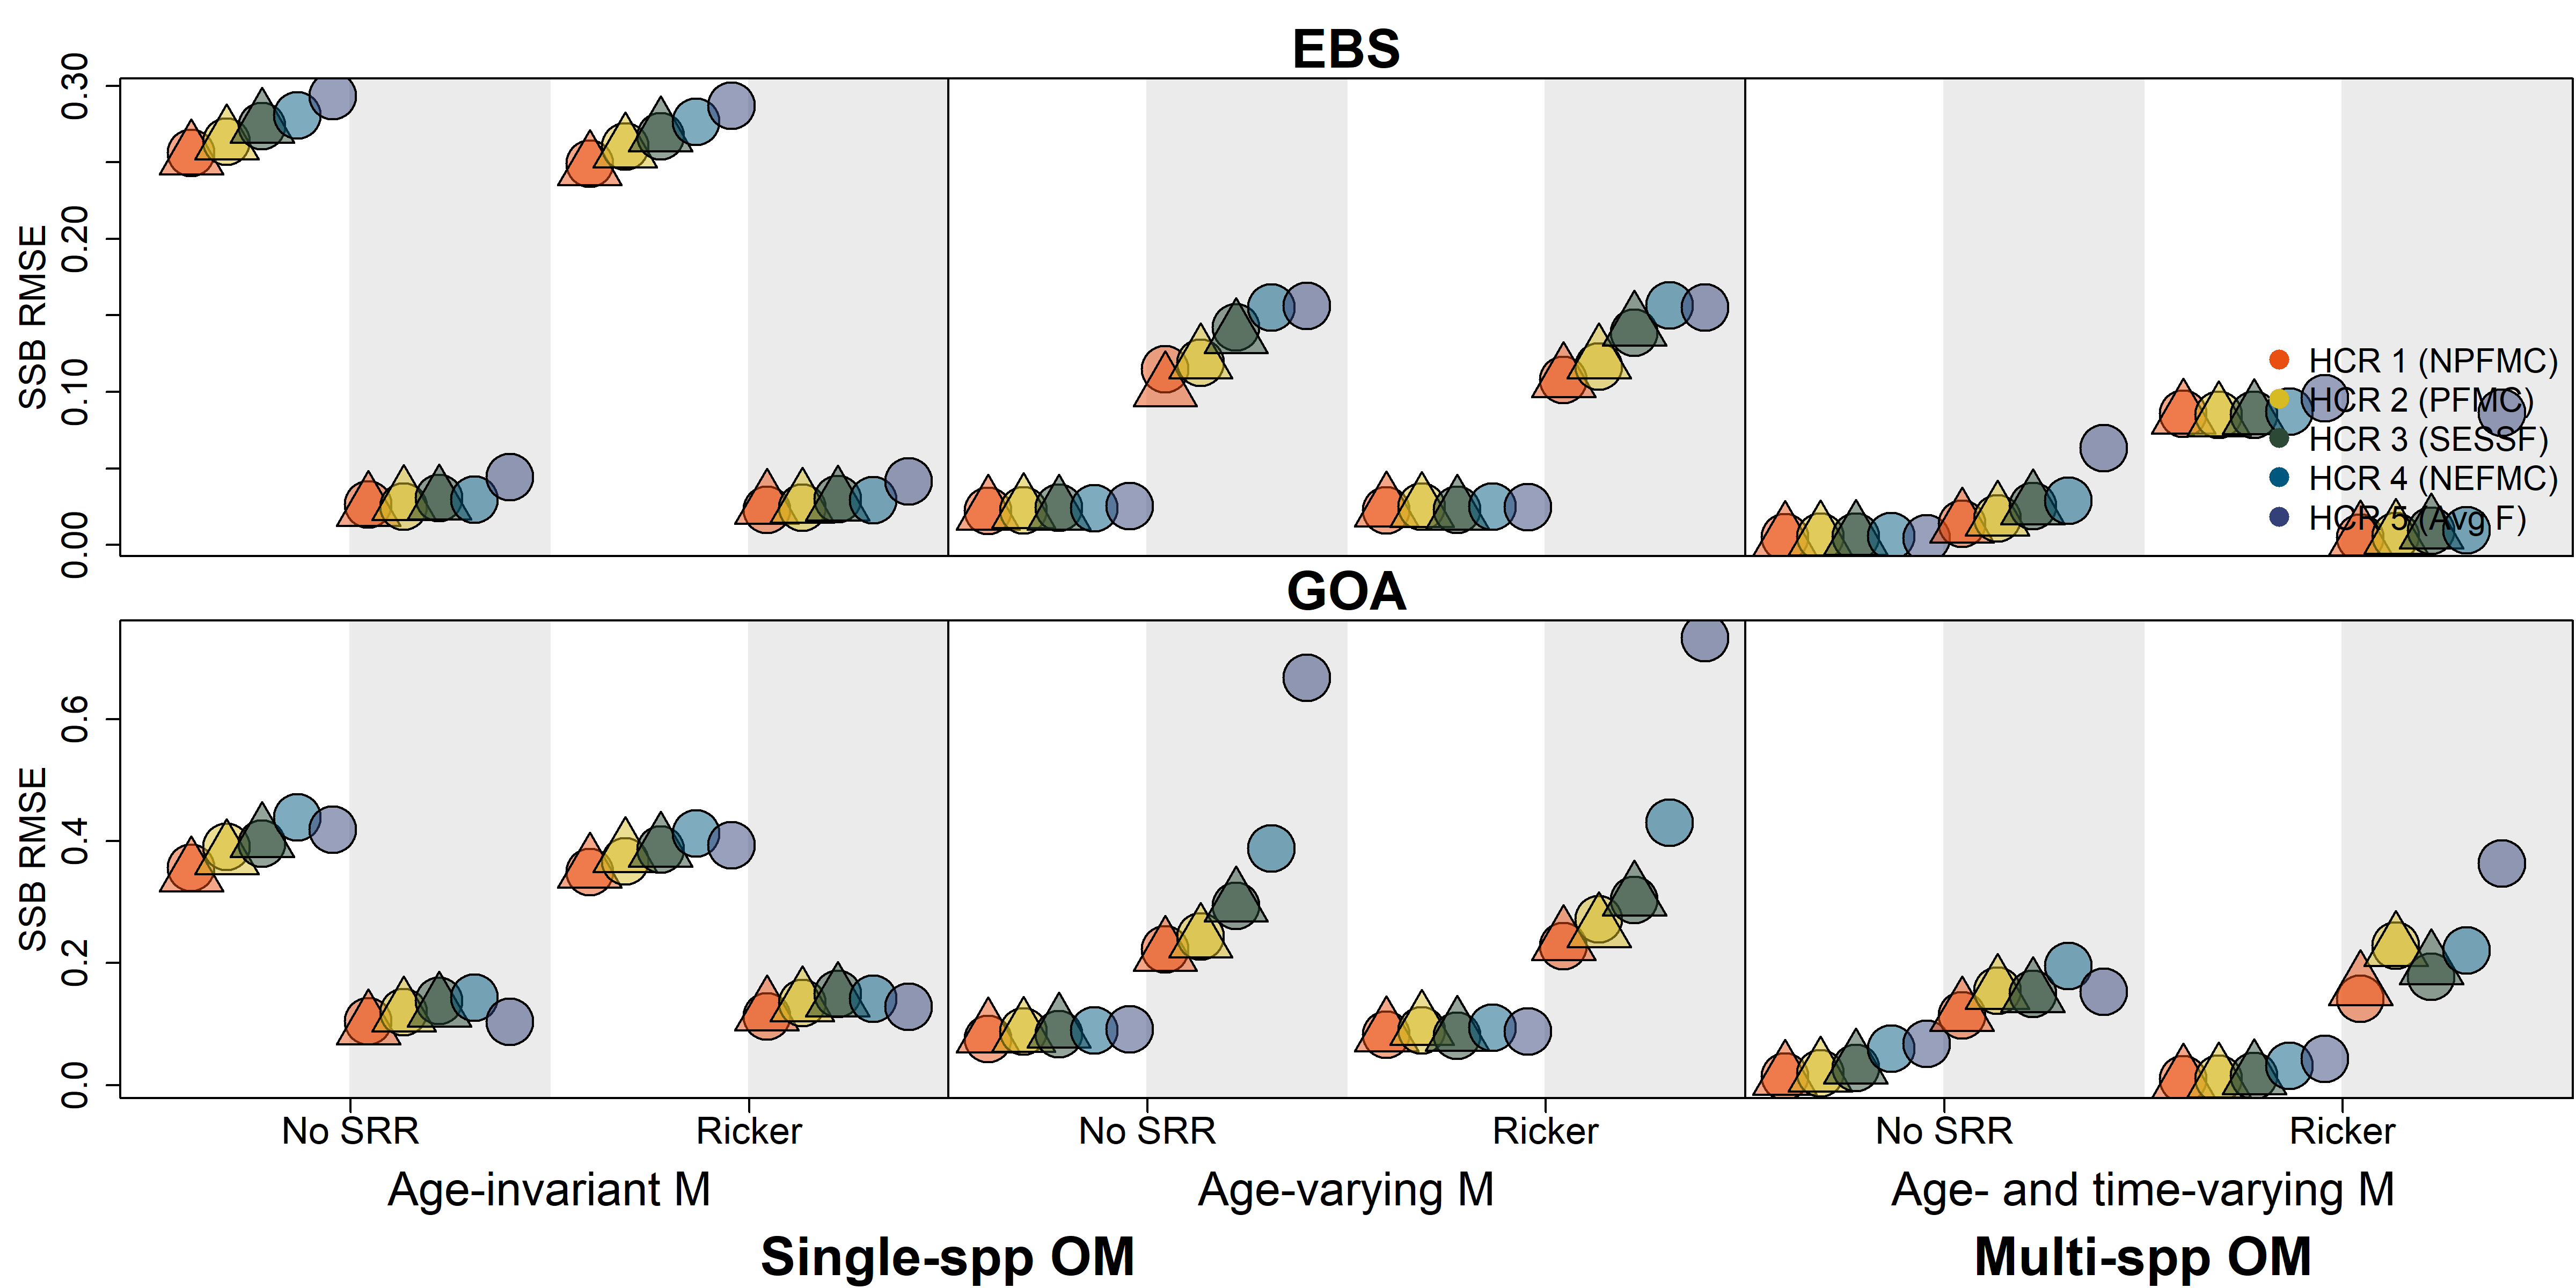 EBS
SSB RMSE
0.30
0.20
0.10
0.00
HCR 1 (NPFMC)
HCR 2 (PFMC)
HCR 3 (SESSF)
HCR 4 (NEFMC)
HCR 5 (Avg F)
GOA
SSB RMSE
0.6
0.4
0.2
0.0
No SRR Ricker No SRR Ricker No SRR Ricker
Age-invariant M Age-varying M Age- and time-varying M
Single-spp OM Multi-spp OM